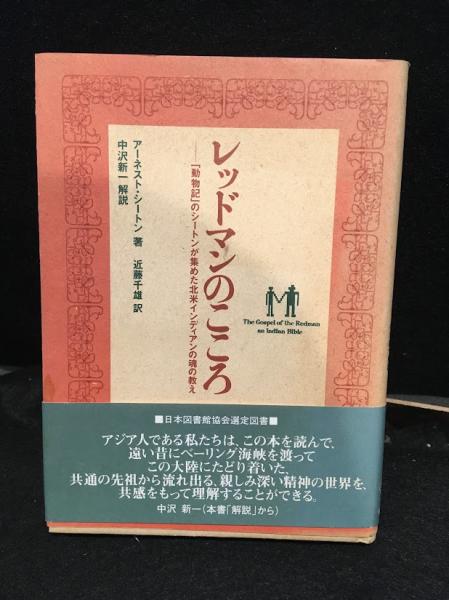 レッドマンのこころ
―『動物記』のシートンが集めた北米インディアンの魂の教え
アーネスト・シートン 著　近藤千雄 訳
中沢新一 解説
The Gospel of the Redman
an Indian Bible
■日本図書館協会選定図書■
アジア人である私たちは、この本を読んで、
遠い昔にベーリング海峡を渡って
この大陸にたどり着いた、
共通の先祖から流れ出る、親しみ深い精神の世界を、
共感をもって理解することができる。
中沢 新一（本書「解説」から）